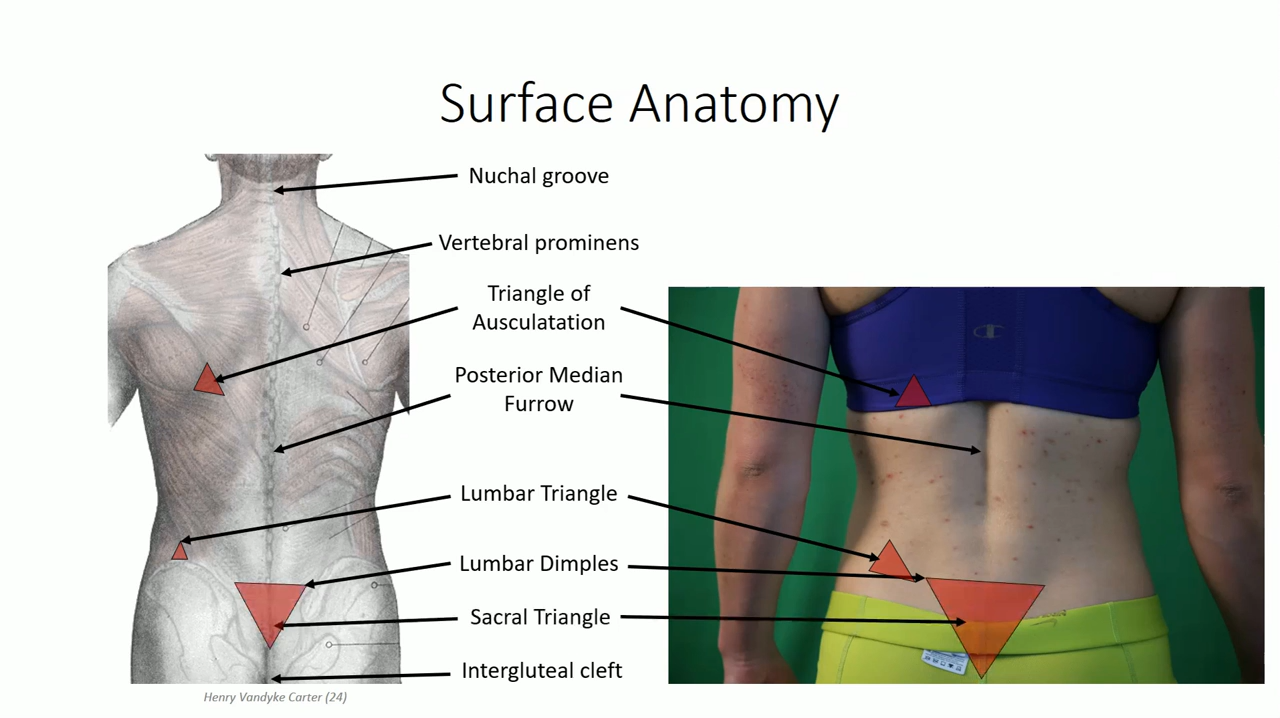 Surface Anatomy
Nuchal groove
Vertebral prominens
Triangle of
Ausculatation
Posterior Median
Furrow
Lumbar Triangle
Lumbar Dimples
Sacral Triangle
Intergluteal cleft
Henry Vandyke Carter (24)